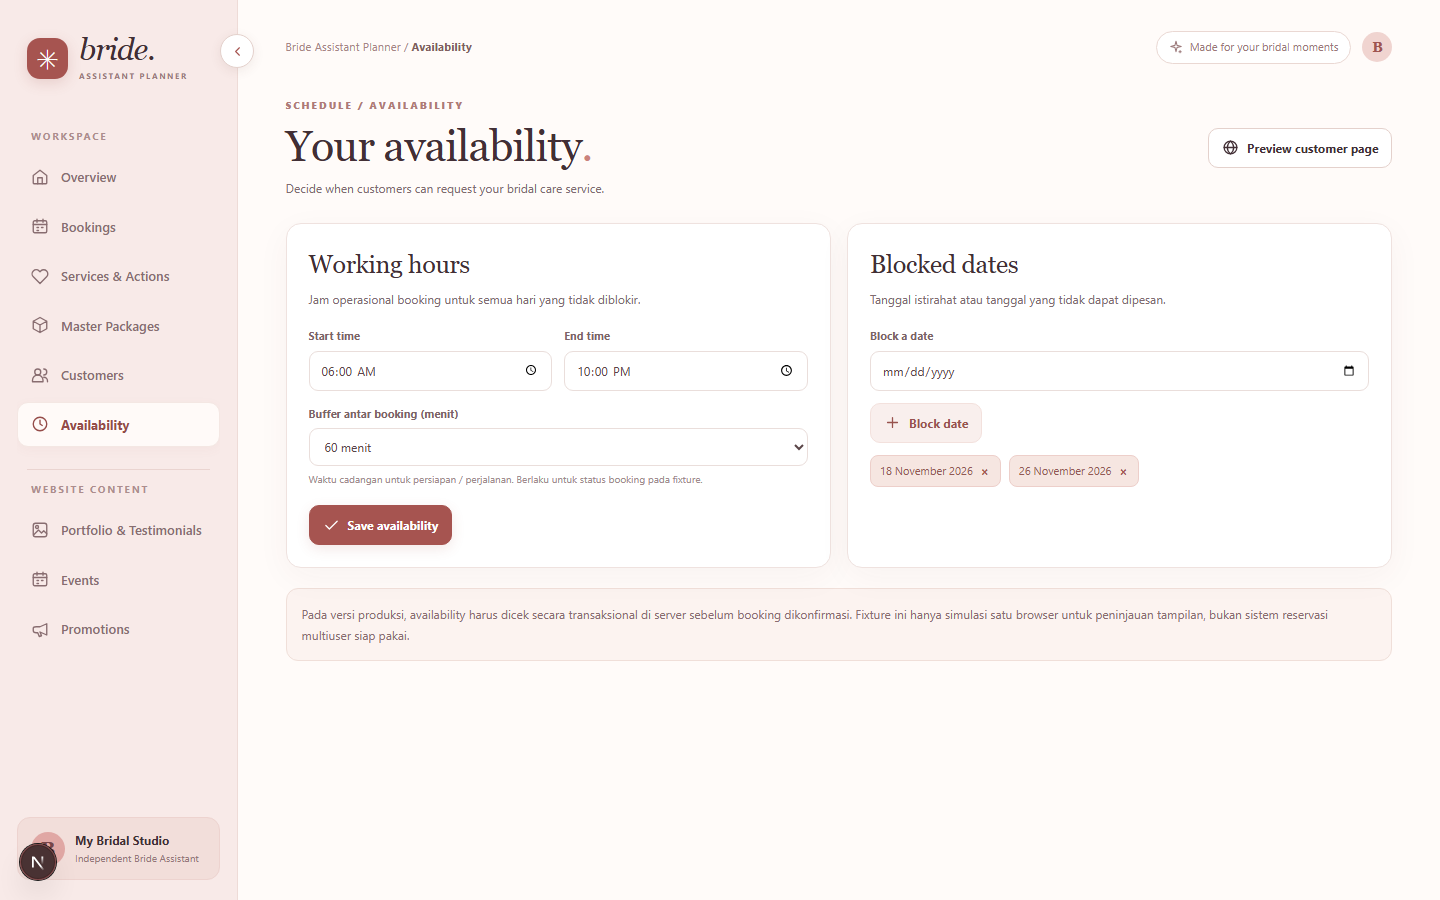 bride.
ASSISTANT PLANNER
WORKSPACE
Overview
Bookings
Services & Actions
Master Packages
Customers
Availability
WEBSITE CONTENT
Portfolio & Testimonials
Events
Promotions
My Bridal Studio
Independent Bride Assistant
N
Bride Assistant Planner / Availability
Made for your bridal moments
B
SCHEDULE / AVAILABILITY
Your availability.
Decide when customers can request your bridal care service.
Preview customer page
Working hours
Jam operasional booking untuk semua hari yang tidak diblokir.
Start time
End time
06:00 AM
10:00 PM
Buffer antar booking (menit)
60 menit
Waktu cadangan untuk persiapan / perjalanan. Berlaku untuk status booking pada fixture.
Save availability
Blocked dates
Tanggal istirahat atau tanggal yang tidak dapat dipesan.
Block a date
mm/dd/yyyy
+ Block date
18 November 2026 ×
26 November 2026 ×
Pada versi produksi, availability harus dicek secara transaksional di server sebelum booking dikonfirmasi. Fixture ini hanya simulasi satu browser untuk peninjauan tampilan, bukan sistem reservasi
multiuser siap pakai.